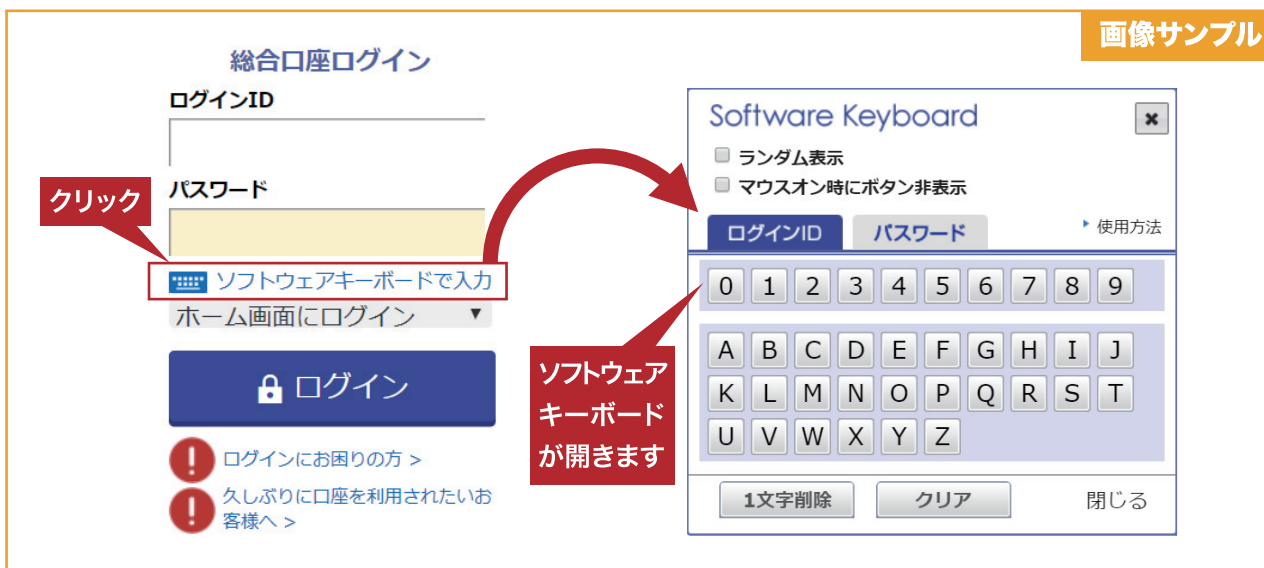 画像サンプル
総合口座ログイン
ログインID
パスワード
クリック
ソフトウェアキーボードで入力
ホーム画面にログイン
ログイン
ログインにお困りの方 >
久しぶりに口座を利用されたいお
客様へ >
Software Keyboard
ランダム表示
マウスオン時にボタン非表示
ログインID パスワード 使用方法
0 1 2 3 4 5 6 7 8 9
A B C D E F G H I J
K L M N O P Q R S T
U V W X Y Z
1文字削除 クリア 閉じる
ソフトウェア
キーボード
が開きます